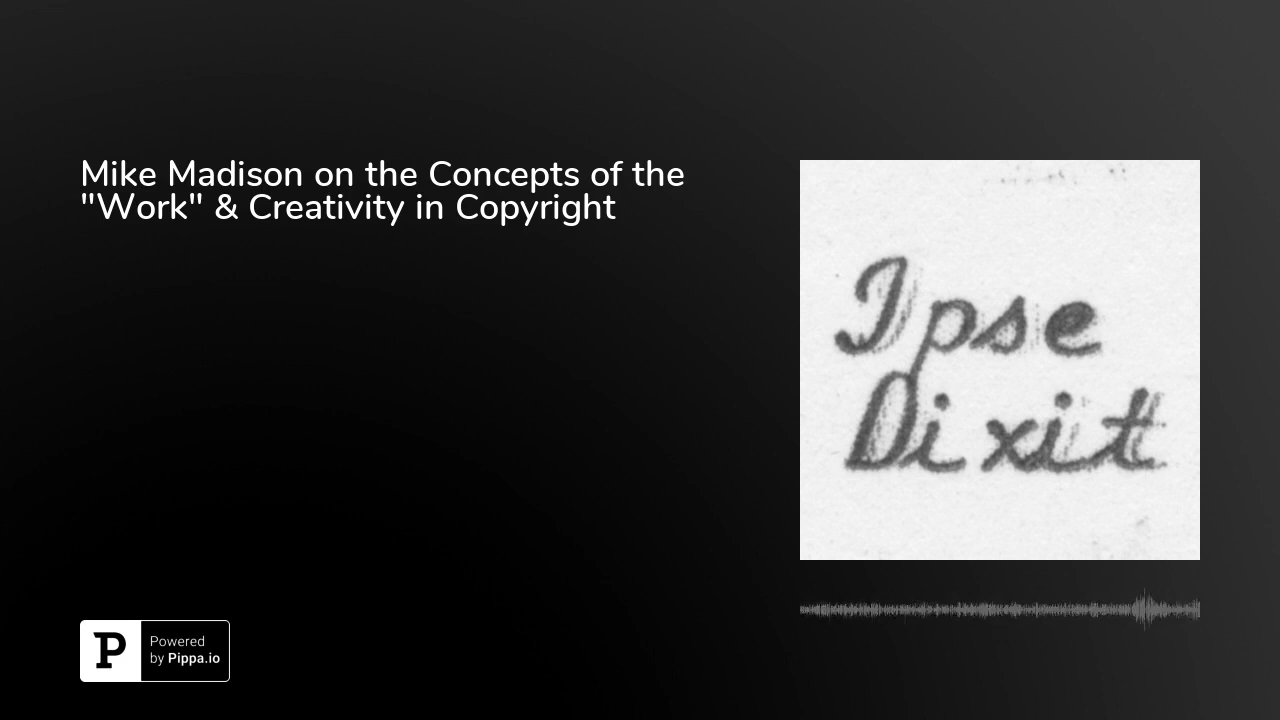 Mike Madison on the Concepts of the
"Work" & Creativity in Copyright
Ipse
Dixit
P
Powered
by Pippa.io